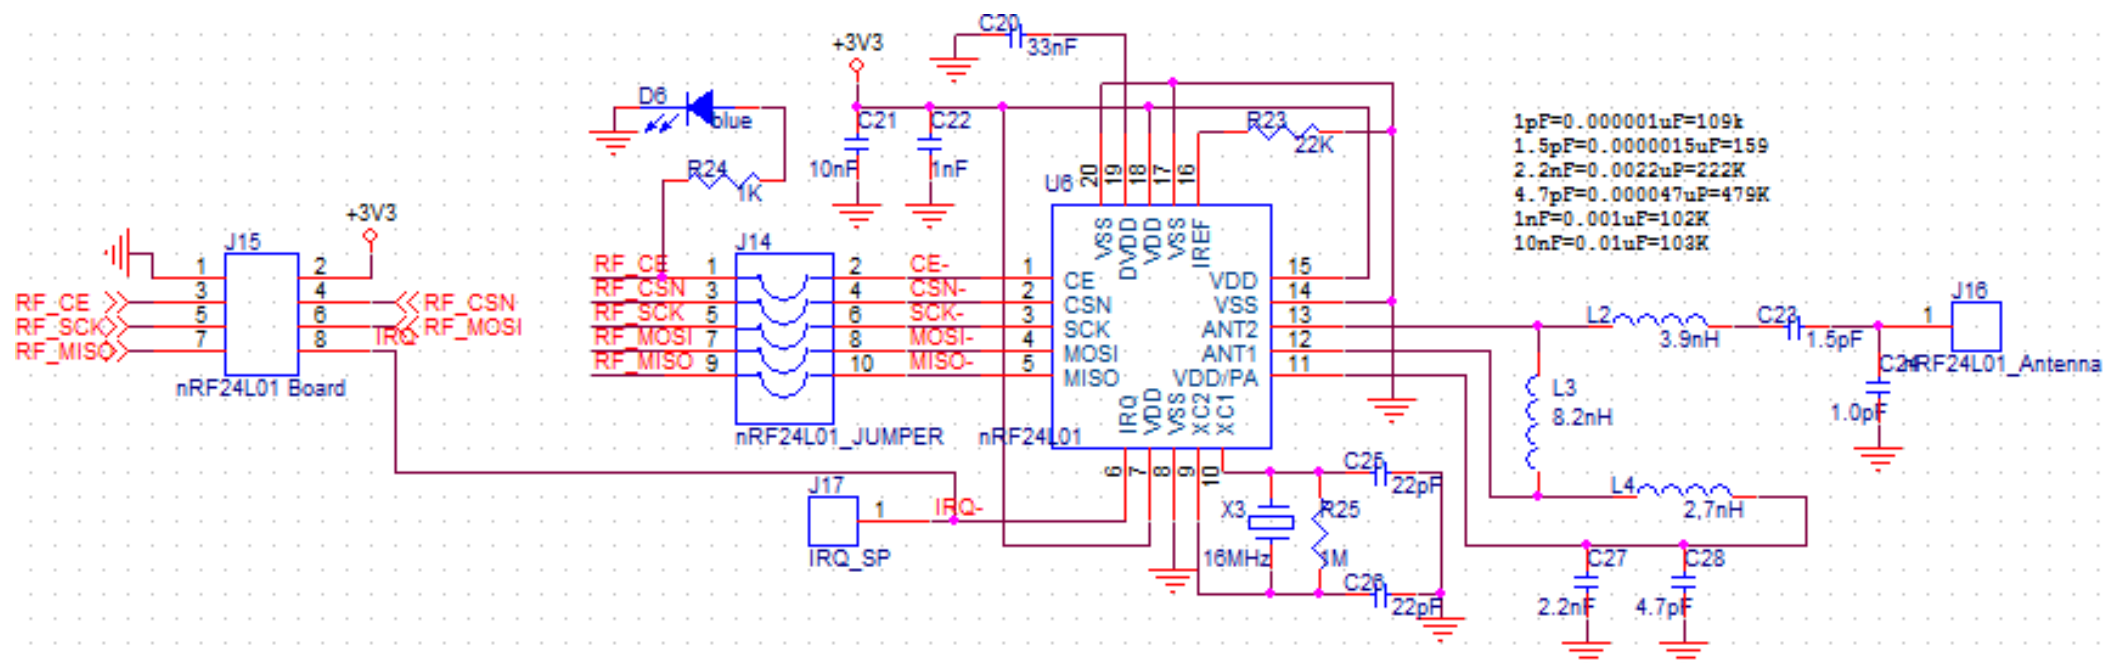 C20
33nF
+3V3
D6
blue
C21
10nF
C22
1nF
R23
22K
R24
1K
1pF=0.000001uF=109k
1.5pF=0.0000015uF=159
2.2nF=0.0022uP=222K
4.7pF=0.000047uP=479K
1nF=0.001uF=102K
10nF=0.01uF=103K
+3V3
J15
1 2
3 4
5 6
7 8
RF_CE
RF_SCK
RF_MISO
RF_CSN
RF_MOSI
IRQ-
nRF24L01 Board
J14
RF_CE 1 2 CE-
RF_CSN 3 4 CSN-
RF_SCK 5 6 SCK-
RF_MOSI 7 8 MOSI-
RF_MISO 9 10 MISO-
nRF24L01_JUMPER
U6
20 19 18 17 16
VSS DVDD VDD VSS IREF
1 CE
2 CSN
3 SCK
4 MOSI
5 MISO
VDD 15
VSS 14
ANT2 13
ANT1 12
VDD/PA 11
IRQ VDD VSS XC2 XC1
6 7 8 9 10
nRF24L01
J17
1
IRQ-
IRQ_SP
X3
16MHz
R25
1M
C25
22pF
C26
22pF
L2
3.9nH
C23
1.5pF
J16
1
nRF24L01_Antenna
C24
1.0pF
L3
8.2nH
L4
2,7nH
C27
2.2nF
C28
4.7pF